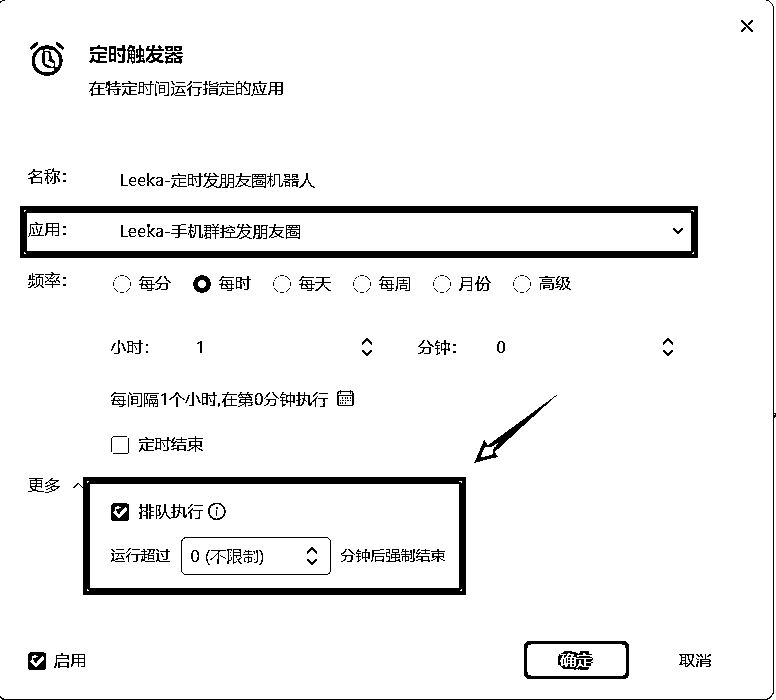 定时触发器
在特定时间运行指定的应用
名称: Leeka-定时发朋友圈机器人
应用: Leeka-手机群控发朋友圈
频率: 每分 每时 每天 每周 月份 高级
小时: 1 分钟: 0
每间隔1个小时,在第0分钟执行
定时结束
更多
排队执行
运行超过 0 (不限制) 分钟后强制结束
启用 确定 取消